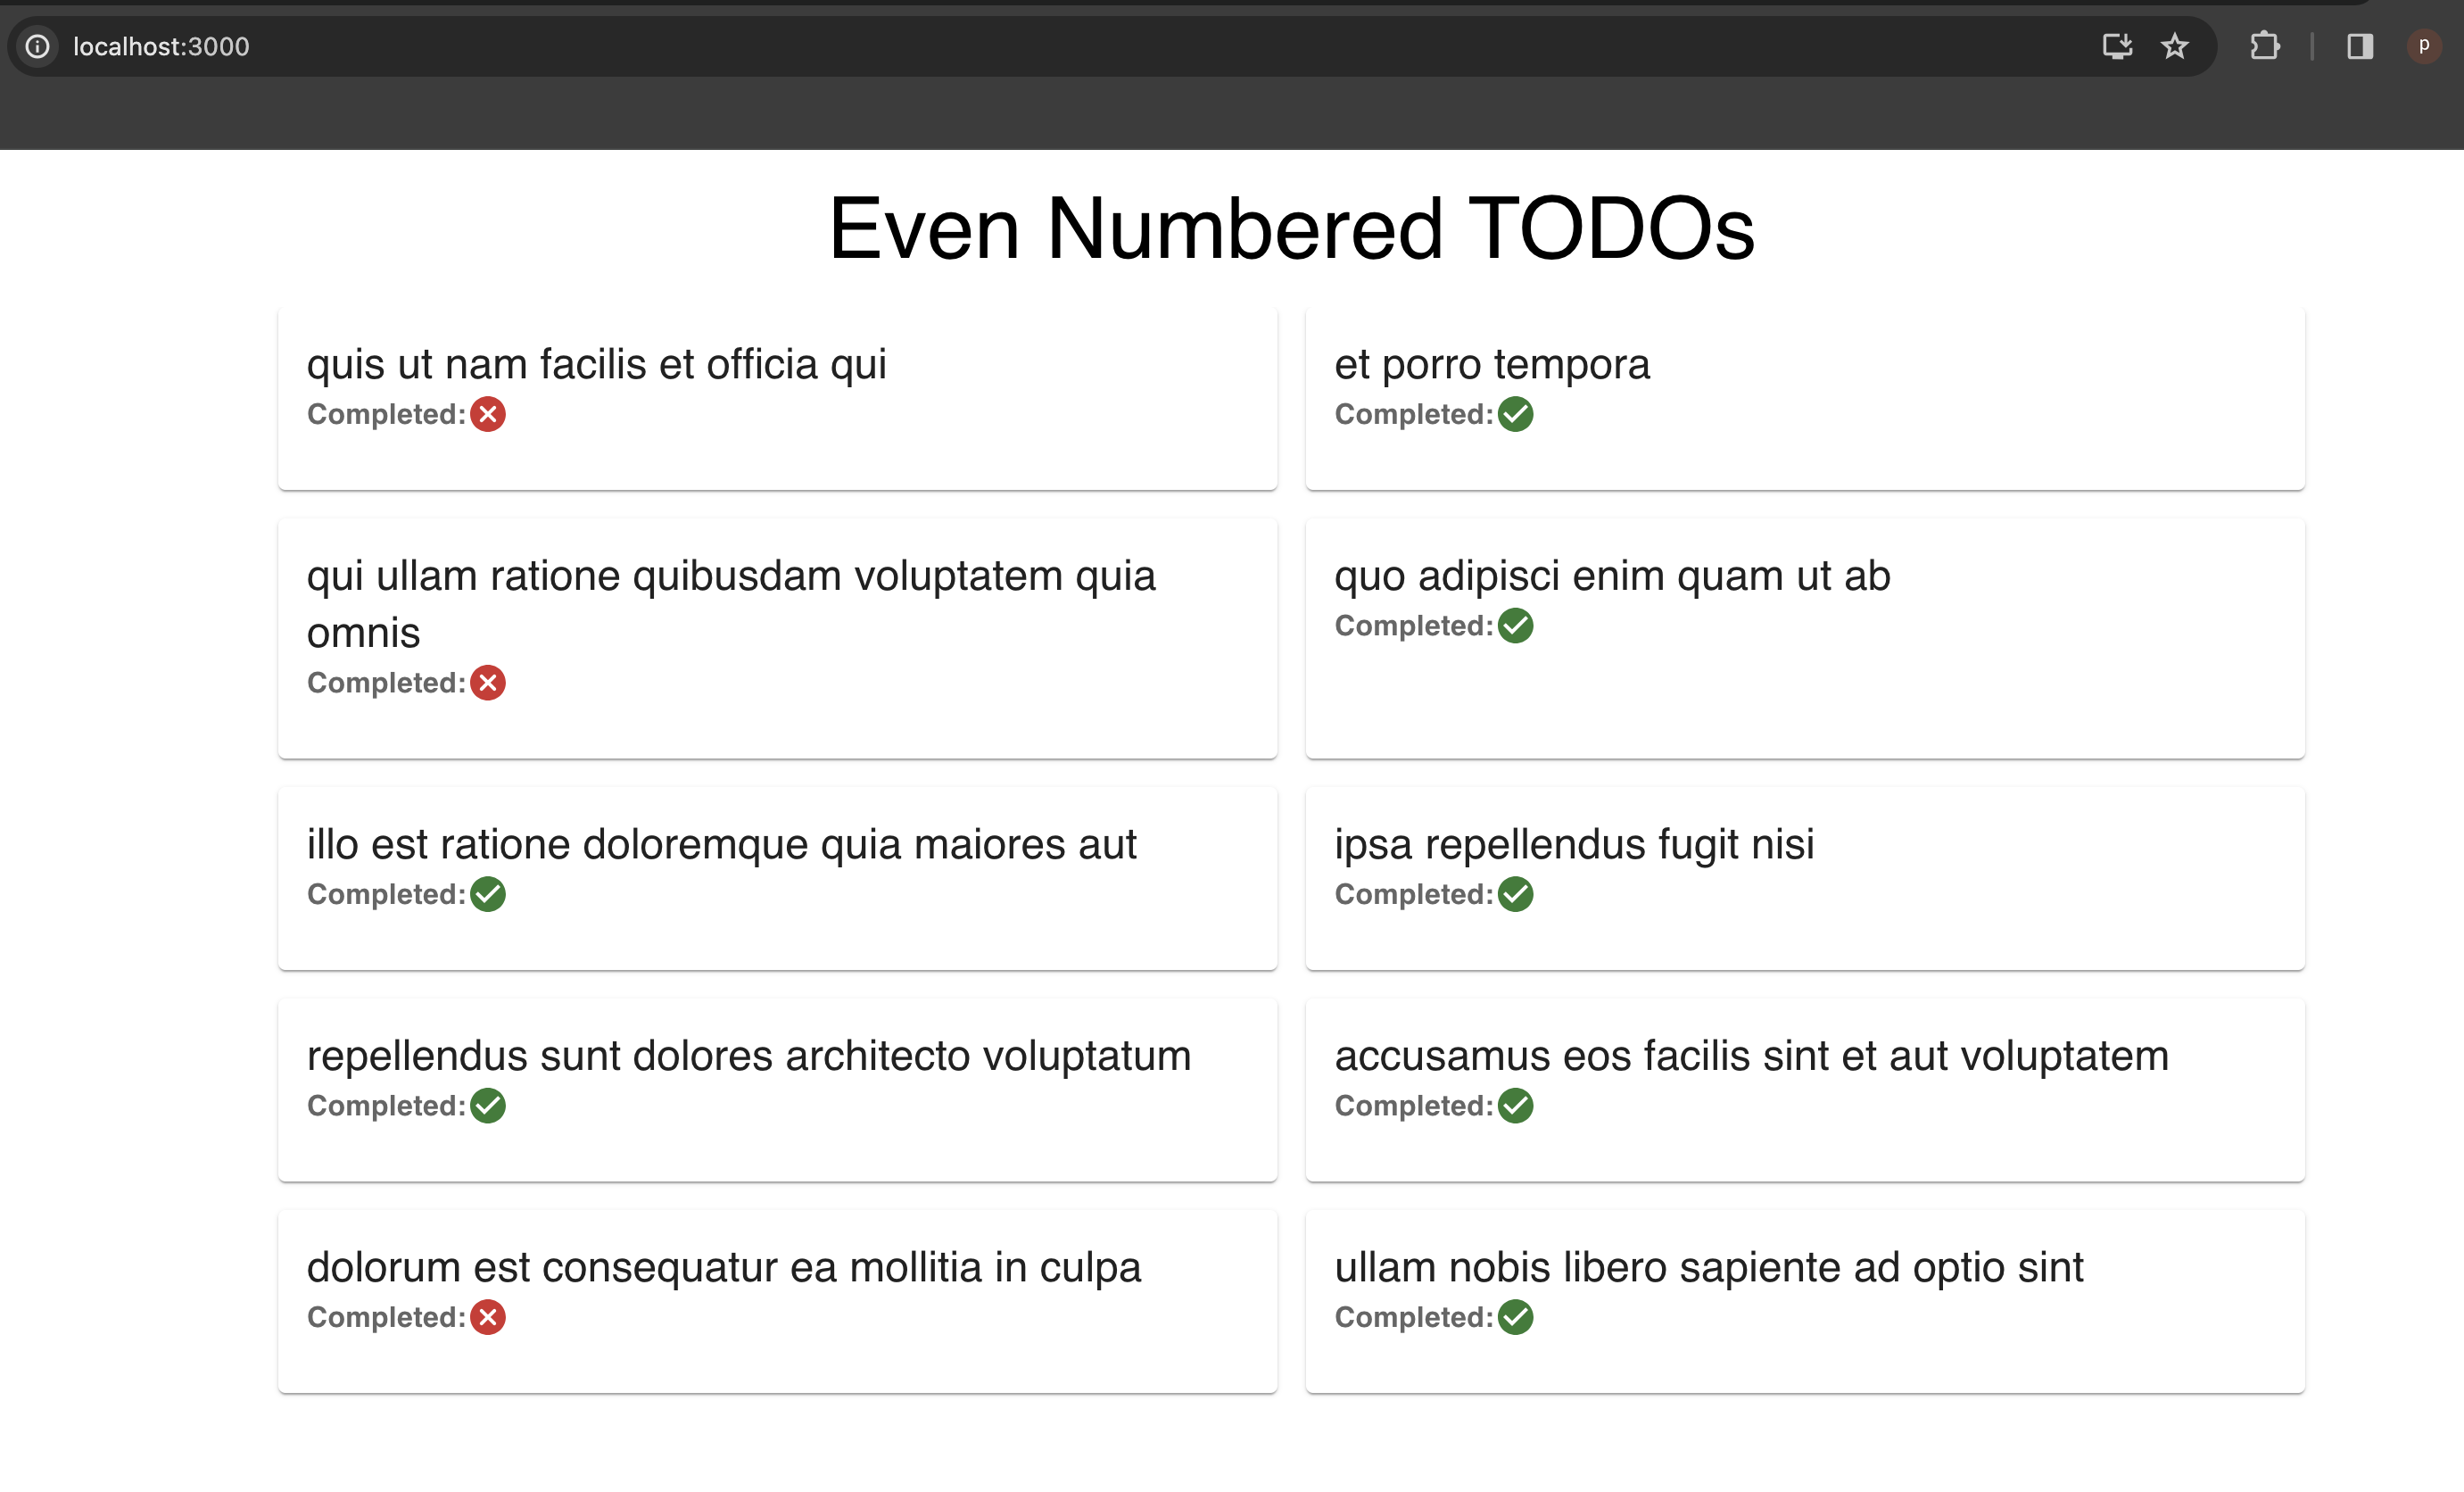 localhost:3000
p
Even Numbered TODOs
quis ut nam facilis et officia qui
Completed:
et porro tempora
Completed:
qui ullam ratione quibusdam voluptatem quia
omnis
Completed:
quo adipisci enim quam ut ab
Completed:
illo est ratione doloremque quia maiores aut
Completed:
ipsa repellendus fugit nisi
Completed:
repellendus sunt dolores architecto voluptatum
Completed:
accusamus eos facilis sint et aut voluptatem
Completed:
dolorum est consequatur ea mollitia in culpa
Completed:
ullam nobis libero sapiente ad optio sint
Completed: